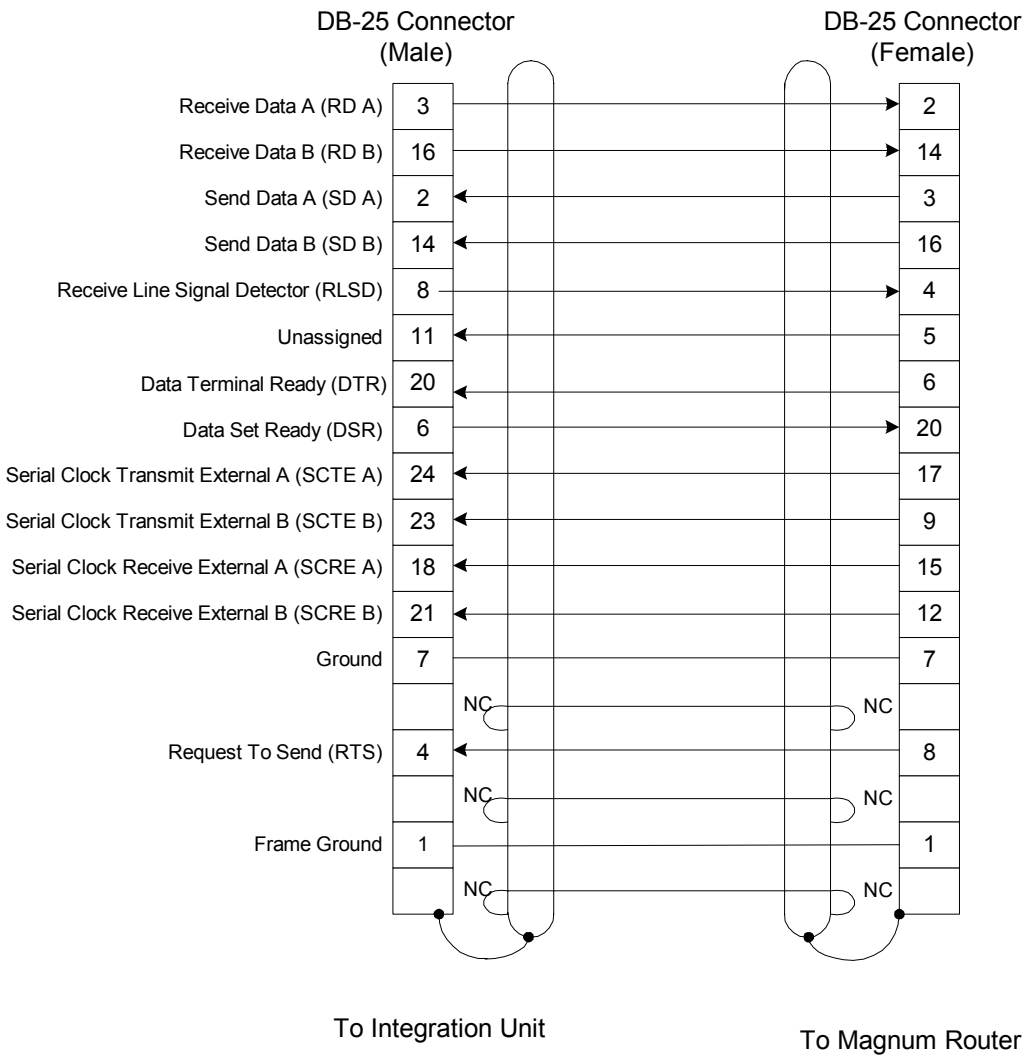 DB-25 Connector
(Male)
DB-25 Connector
(Female)
Receive Data A (RD A) 3 2
Receive Data B (RD B) 16 14
Send Data A (SD A) 2 3
Send Data B (SD B) 14 16
Receive Line Signal Detector (RLSD) 8 4
Unassigned 11 5
Data Terminal Ready (DTR) 20 6
Data Set Ready (DSR) 6 20
Serial Clock Transmit External A (SCTE A) 24 17
Serial Clock Transmit External B (SCTE B) 23 9
Serial Clock Receive External A (SCRE A) 18 15
Serial Clock Receive External B (SCRE B) 21 12
Ground 7 7
NC NC
Request To Send (RTS) 4 8
NC NC
Frame Ground 1 1
NC NC
To Integration Unit
To Magnum Router